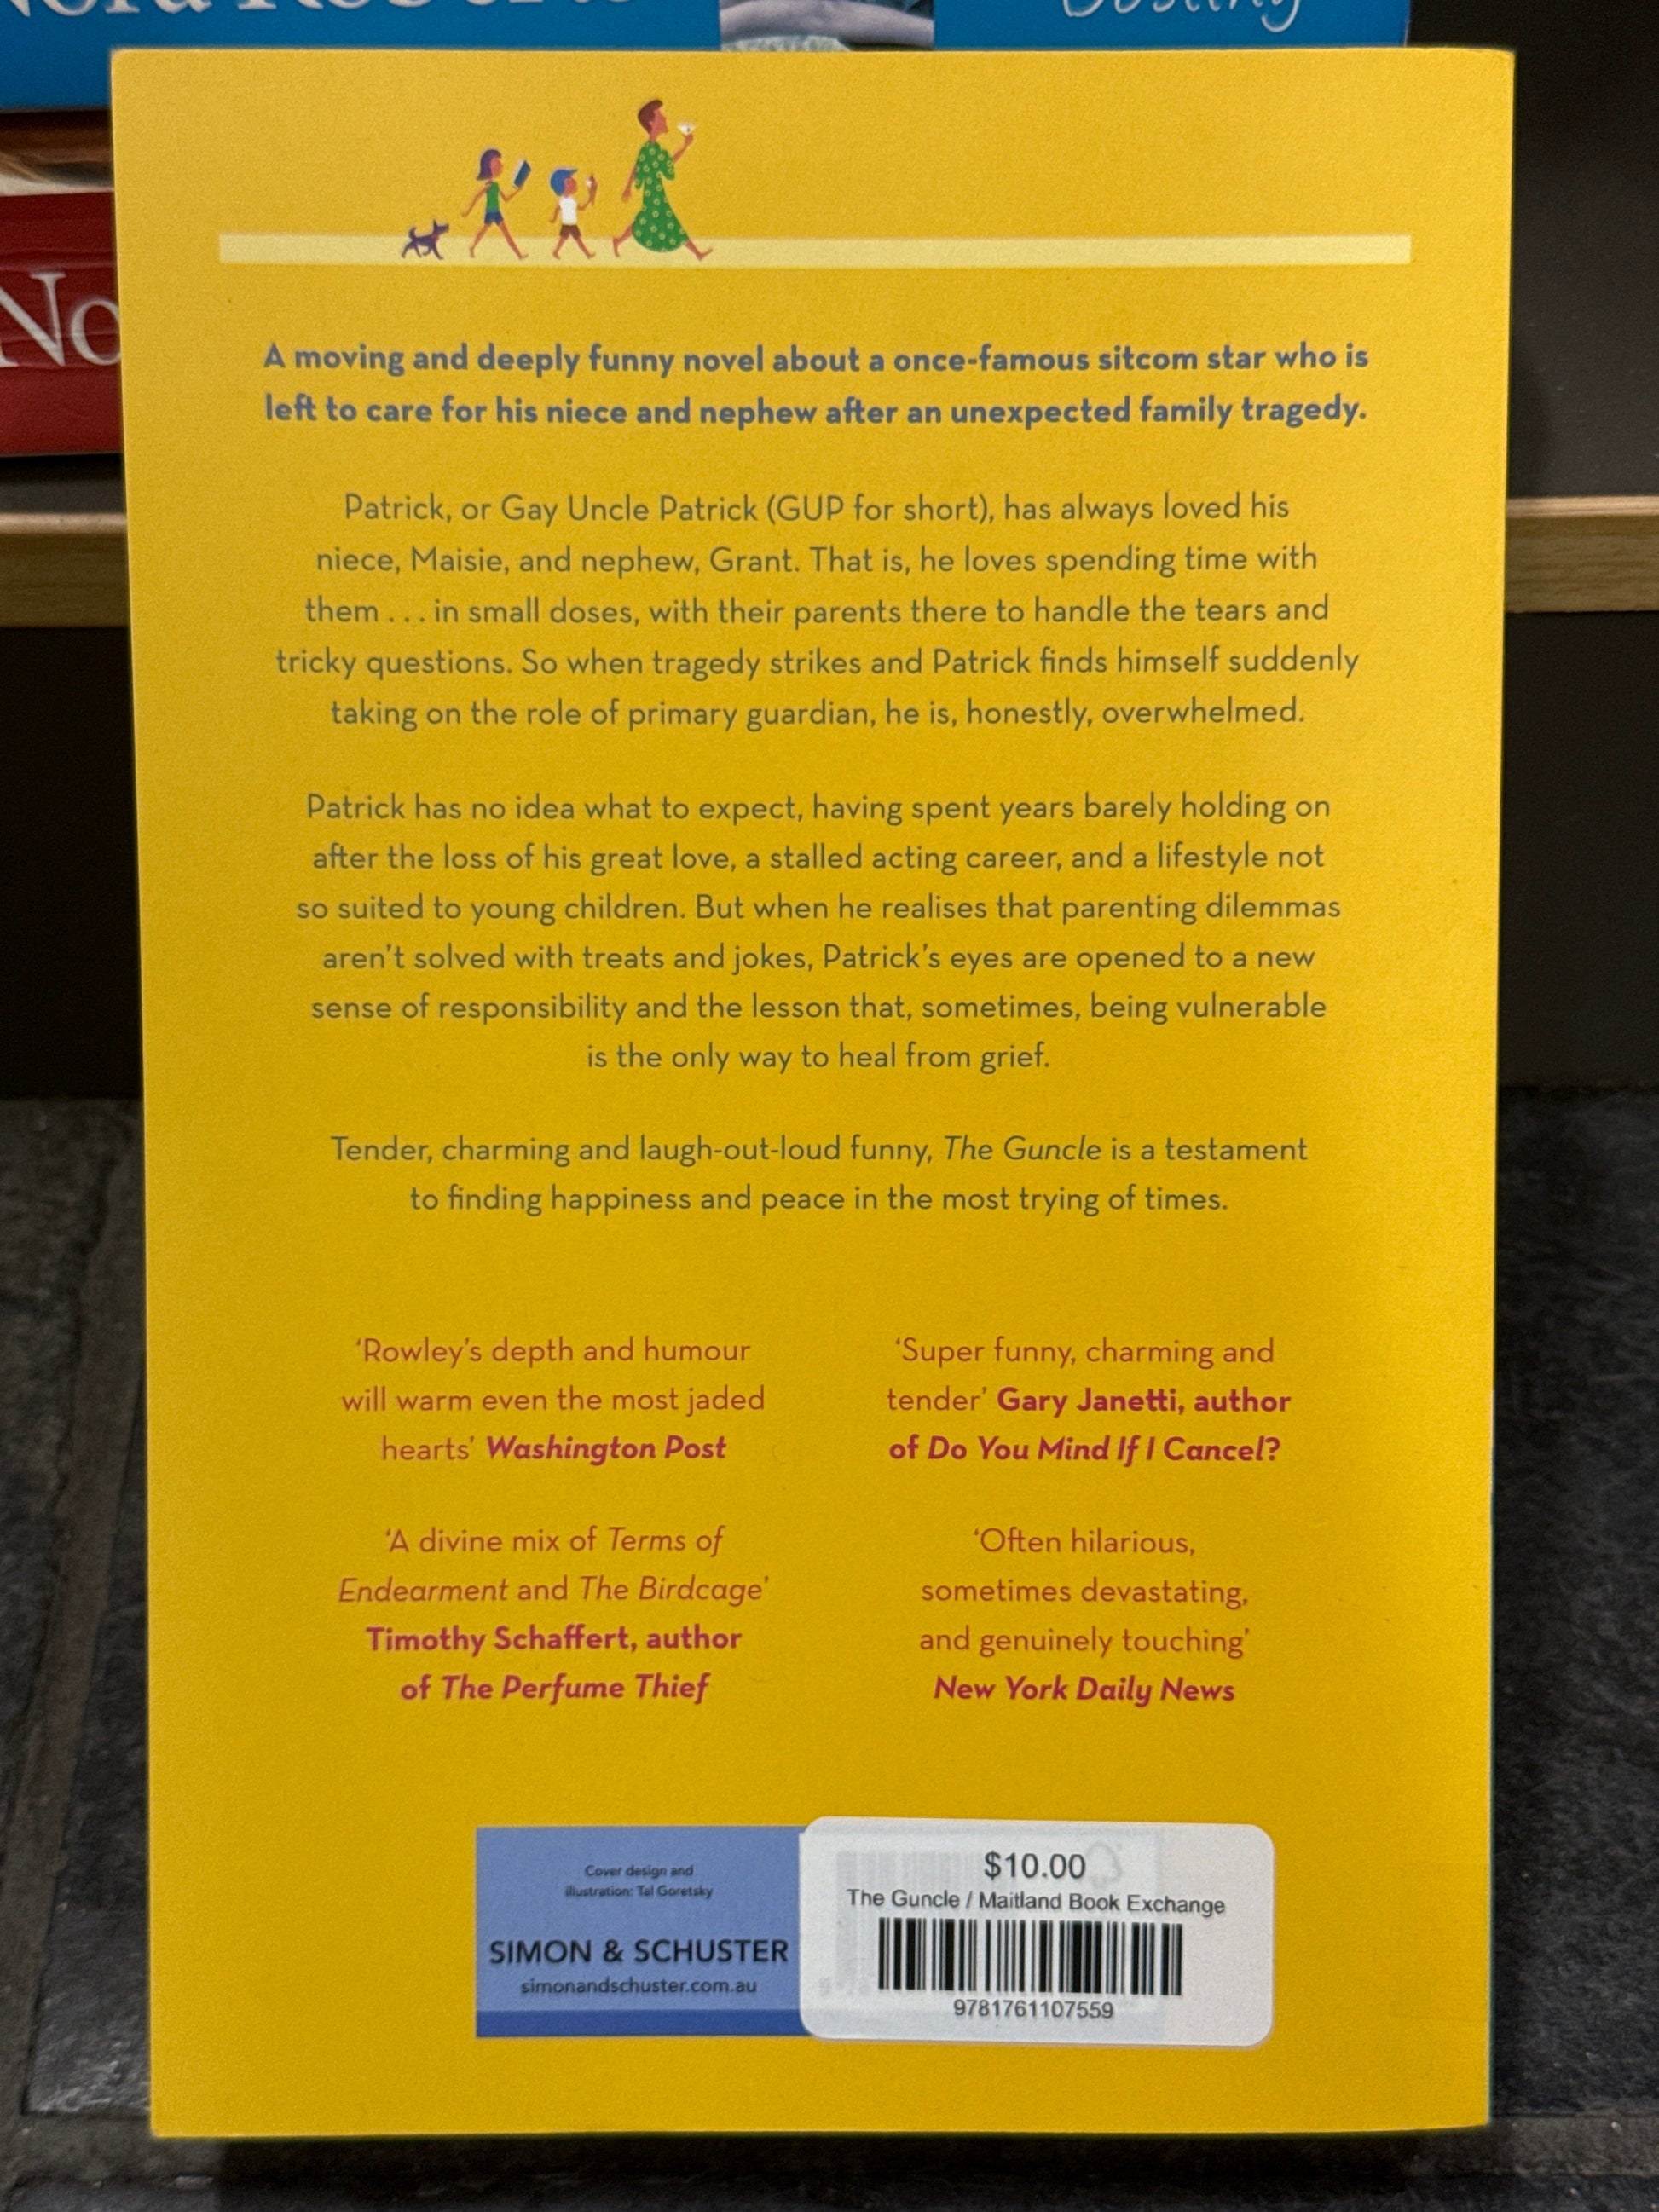 Nora Roberts
No
A moving and deeply funny novel about a once-famous sitcom star who is
left to care for his niece and nephew after an unexpected family tragedy.
Patrick, or Gay Uncle Patrick (GUP for short), has always loved his
niece, Maisie, and nephew, Grant. That is, he loves spending time with
them . . . in small doses, with their parents there to handle the tears and
tricky questions. So when tragedy strikes and Patrick finds himself suddenly
taking on the role of primary guardian, he is, honestly, overwhelmed.
Patrick has no idea what to expect, having spent years barely holding on
after the loss of his great love, a stalled acting career, and a lifestyle not
so suited to young children. But when he realises that parenting dilemmas
aren't solved with treats and jokes, Patrick's eyes are opened to a new
sense of responsibility and the lesson that, sometimes, being vulnerable
is the only way to heal from grief.
Tender, charming and laugh-out-loud funny, The Guncle is a testament
to finding happiness and peace in the most trying of times.
‘Rowley's depth and humour
will warm even the most jaded
hearts’ Washington Post
‘Super funny, charming and
tender’ Gary Janetti, author
of Do You Mind If I Cancel?
‘A divine mix of Terms of
Endearment and The Birdcage’
Timothy Schaffert, author
of The Perfume Thief
‘Often hilarious,
sometimes devastating,
and genuinely touching’
New York Daily News
Cover design and
illustration: Tal Goretsky
SIMON & SCHUSTER
simonandschuster.com.au
$10.00
The Guncle / Maitland Book Exchange
9781761107559